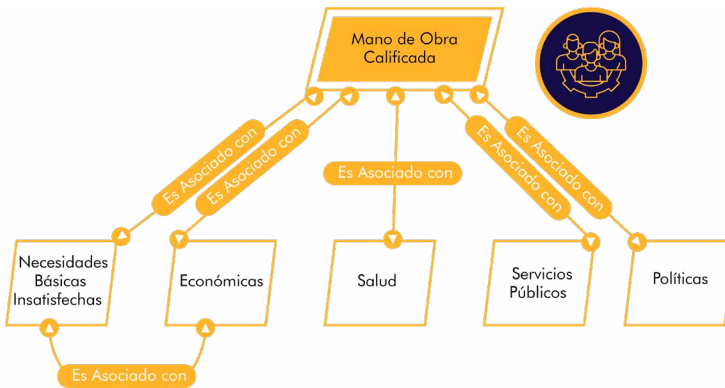 Mano de Obra
Calificada
Es Asociado con
Es Asociado con
Es Asociado con
Es Asociado con
Es Asociado con
Necesidades
Básicas
Insatisfechas
Económicas
Salud
Servicios
Públicos
Políticas
Es Asociado con